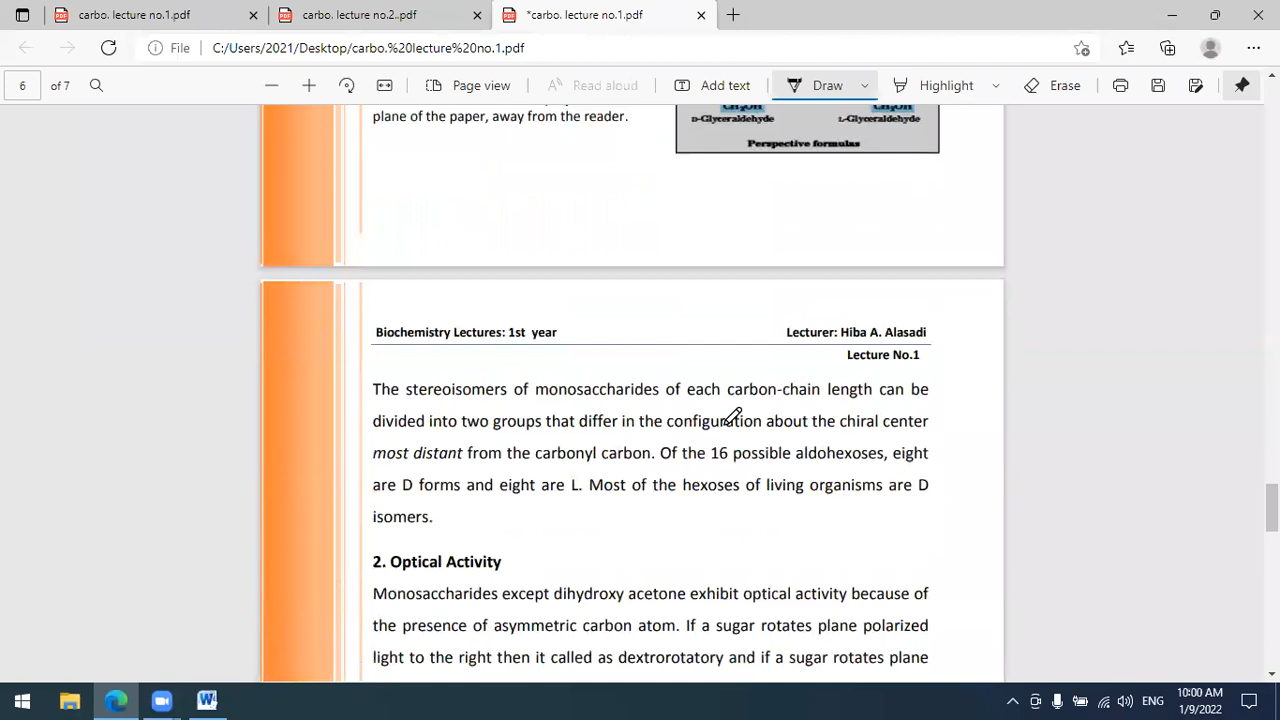 carbo. lecture no.1.pdf
carbo. lecture no.2..pdf
*carbo. lecture no.1.pdf
File
C:/Users/2021/Desktop/carbo.%20lecture%20no.1.pdf
6 of 7
Page view
Read aloud
Add text
Draw
Highlight
Erase
CH₂OH CH₂OH
plane of the paper, away from the reader.
D-Glyceraldehyde L-Glyceraldehyde
Perspective formulas
Biochemistry Lectures: 1st year Lecturer: Hiba A. Alasadi
Lecture No.1
The stereoisomers of monosaccharides of each carbon-chain length can be
divided into two groups that differ in the configuration about the chiral center
most distant from the carbonyl carbon. Of the 16 possible aldohexoses, eight
are D forms and eight are L. Most of the hexoses of living organisms are D
isomers.
2. Optical Activity
Monosaccharides except dihydroxy acetone exhibit optical activity because of
the presence of asymmetric carbon atom. If a sugar rotates plane polarized
light to the right then it called as dextrorotatory and if a sugar rotates plane
ENG
10:00 AM
1/9/2022